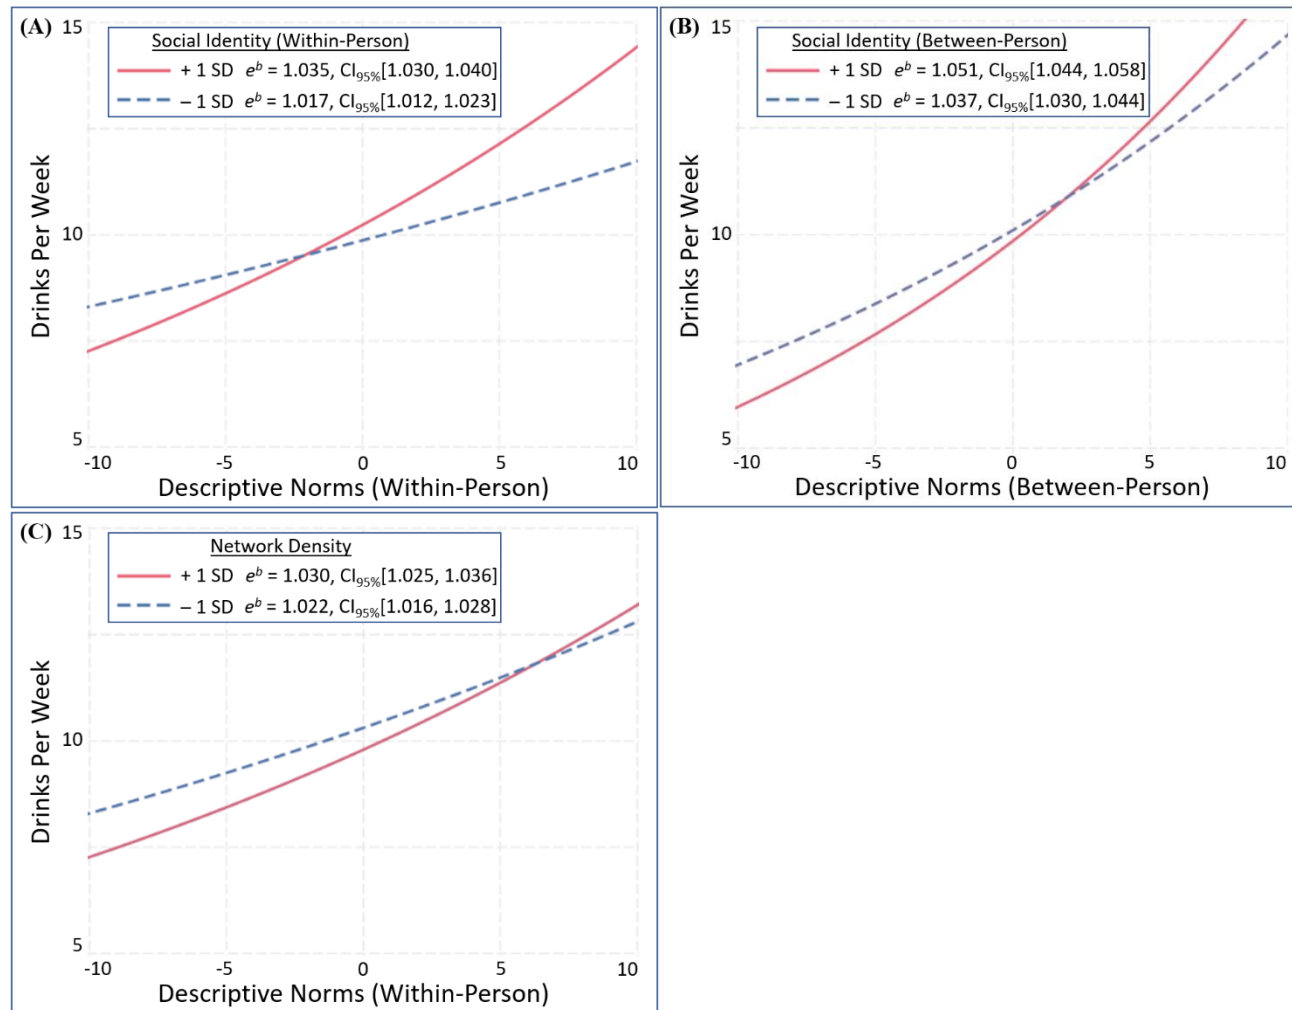 (A)
15
Social Identity (Within-Person)
+ 1 SD e^b = 1.035, CI95%[1.030, 1.040]
– 1 SD e^b = 1.017, CI95%[1.012, 1.023]
Drinks Per Week
10
5
-10 -5 0 5 10
Descriptive Norms (Within-Person)
(B)
15
Social Identity (Between-Person)
+ 1 SD e^b = 1.051, CI95%[1.044, 1.058]
– 1 SD e^b = 1.037, CI95%[1.030, 1.044]
Drinks Per Week
10
5
-10 -5 0 5 10
Descriptive Norms (Between-Person)
(C)
15
Network Density
+ 1 SD e^b = 1.030, CI95%[1.025, 1.036]
– 1 SD e^b = 1.022, CI95%[1.016, 1.028]
Drinks Per Week
10
5
-10 -5 0 5 10
Descriptive Norms (Within-Person)